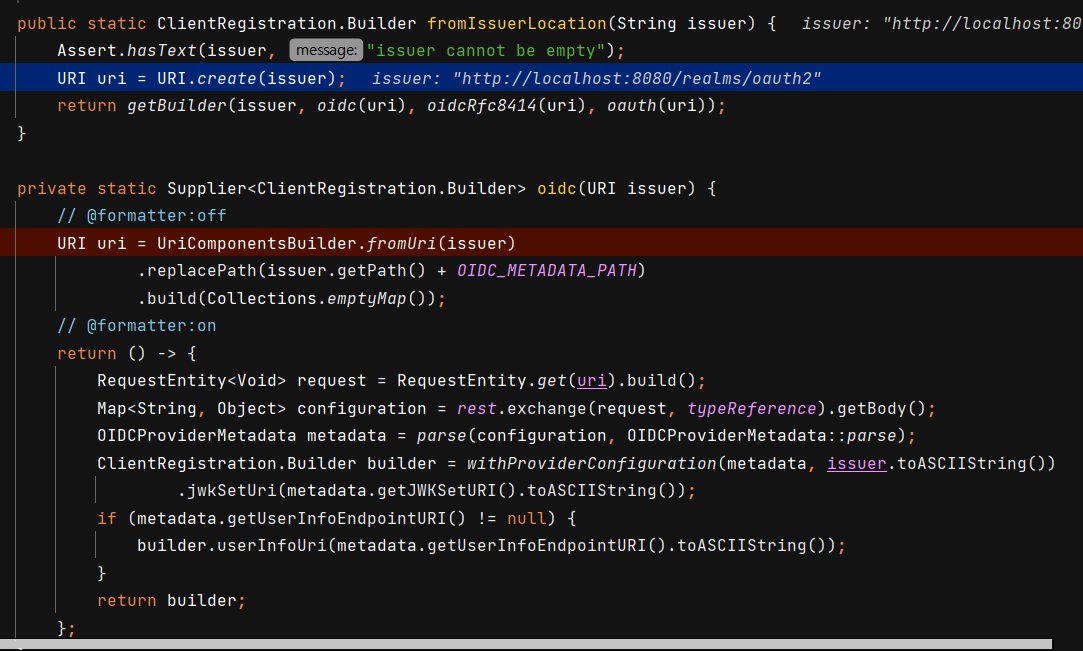 public static ClientRegistration.Builder fromIssuerLocation(String issuer) {   issuer: "http://localhost:80
    Assert.hasText(issuer, message: "issuer cannot be empty");
    URI uri = URI.create(issuer);   issuer: "http://localhost:8080/realms/oauth2"
    return getBuilder(issuer, oidc(uri), oidcRfc8414(uri), oauth(uri));
}
private static Supplier<ClientRegistration.Builder> oidc(URI issuer) {
    // @formatter:off
    URI uri = UriComponentsBuilder.fromUri(issuer)
            .replacePath(issuer.getPath() + OIDC_METADATA_PATH)
            .build(Collections.emptyMap());
    // @formatter:on
    return () -> {
        RequestEntity<Void> request = RequestEntity.get(uri).build();
        Map<String, Object> configuration = rest.exchange(request, typeReference).getBody();
        OIDCProviderMetadata metadata = parse(configuration, OIDCProviderMetadata::parse);
        ClientRegistration.Builder builder = withProviderConfiguration(metadata, issuer.toASCIIString())
                .jwkSetUri(metadata.getJWKSetURI().toASCIIString());
        if (metadata.getUserInfoEndpointURI() != null) {
            builder.userInfoUri(metadata.getUserInfoEndpointURI().toASCIIString());
        }
        return builder;
    };